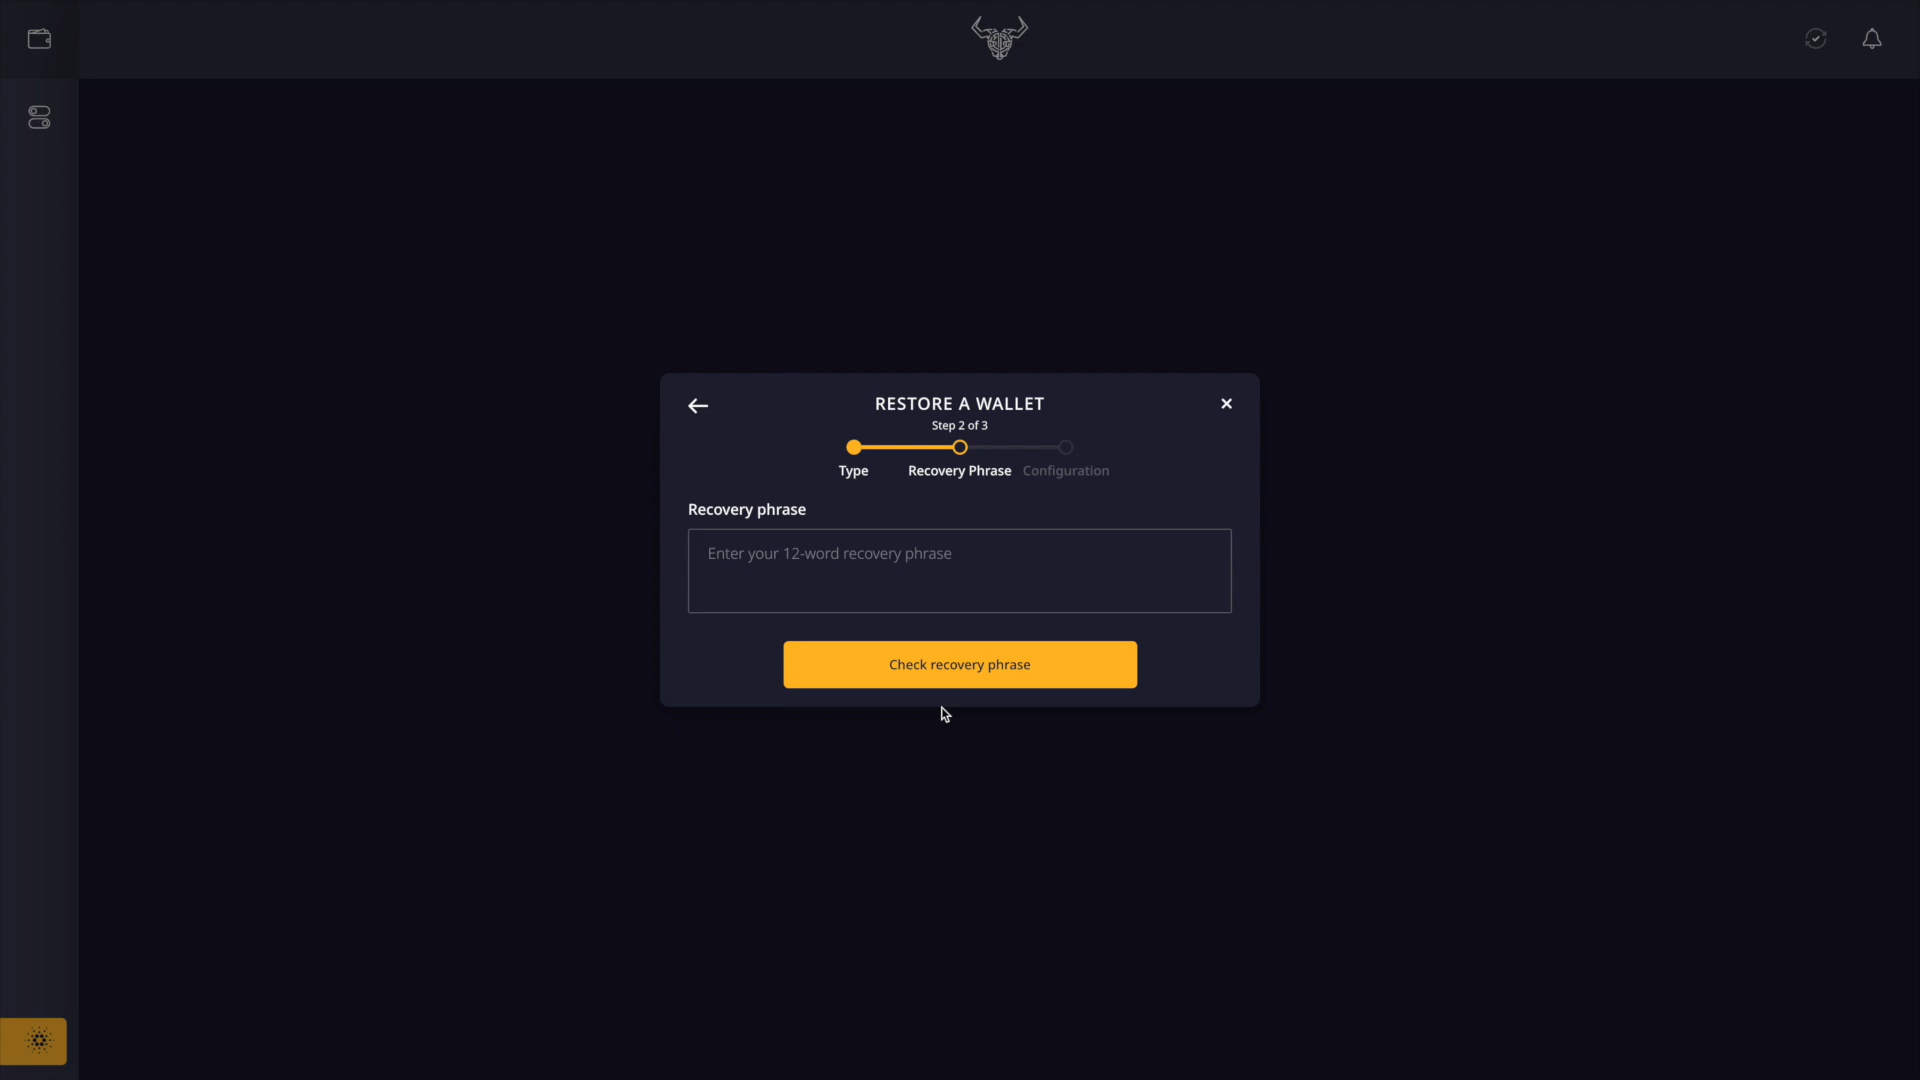 RESTORE A WALLET
Step 2 of 3
Type Recovery Phrase Configuration
Recovery phrase
Enter your 12-word recovery phrase
Check recovery phrase